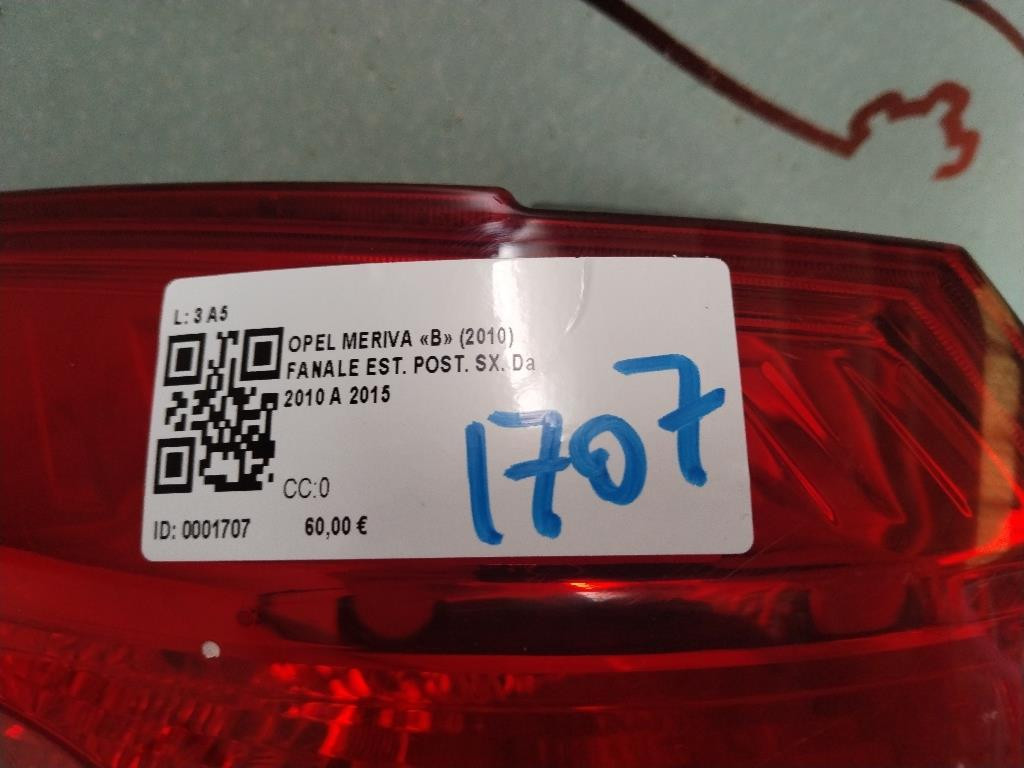 L: 3 A5
OPEL MERIVA «B» (2010)
FANALE EST. POST. SX. Da
2010 A 2015
CC:0
ID: 0001707 60,00 €
1707